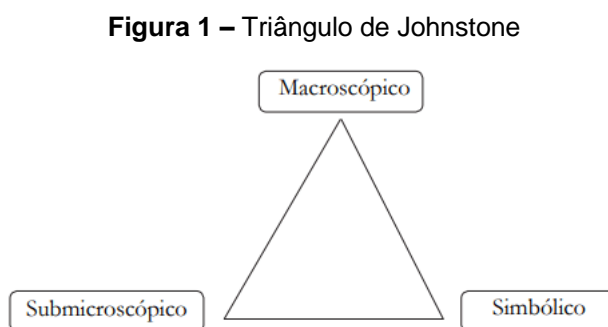 Figura 1 – Triângulo de Johnstone
Macroscópico
Submicroscópico
Simbólico